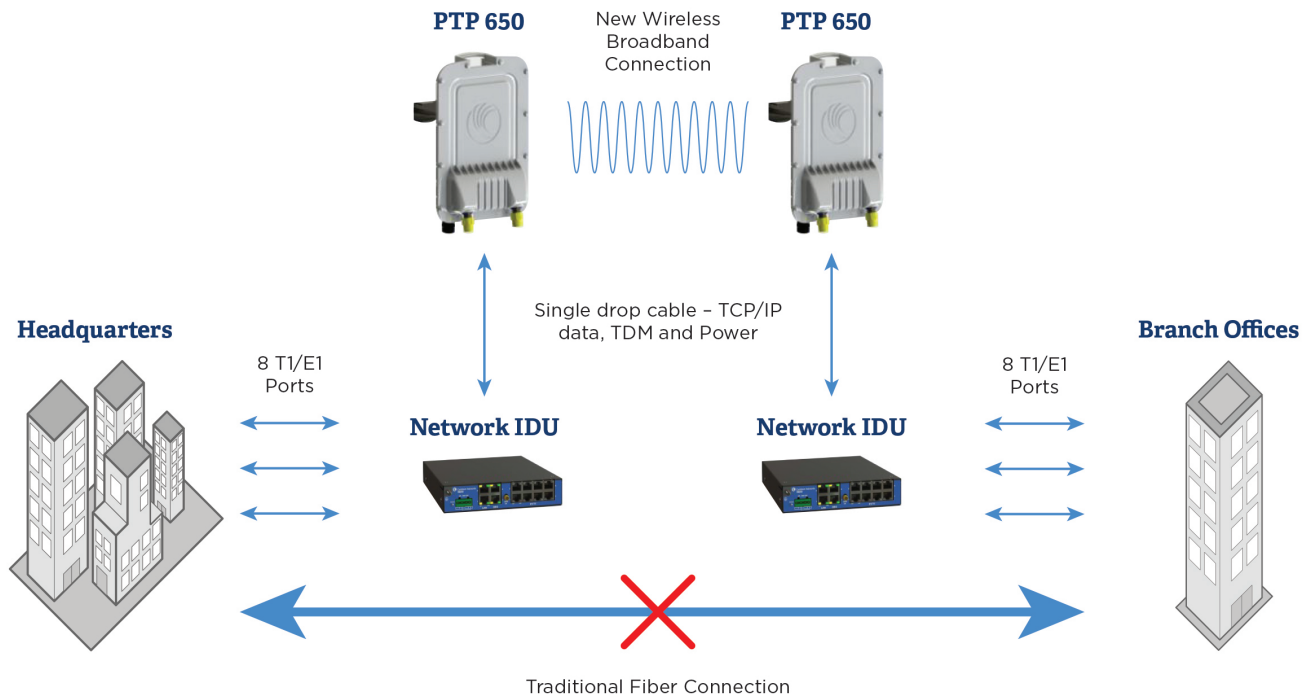 PTP 650
New Wireless
Broadband
Connection
PTP 650
Single drop cable – TCP/IP
data, TDM and Power
Headquarters
8 T1/E1
Ports
Network IDU
Network IDU
8 T1/E1
Ports
Branch Offices
Traditional Fiber Connection